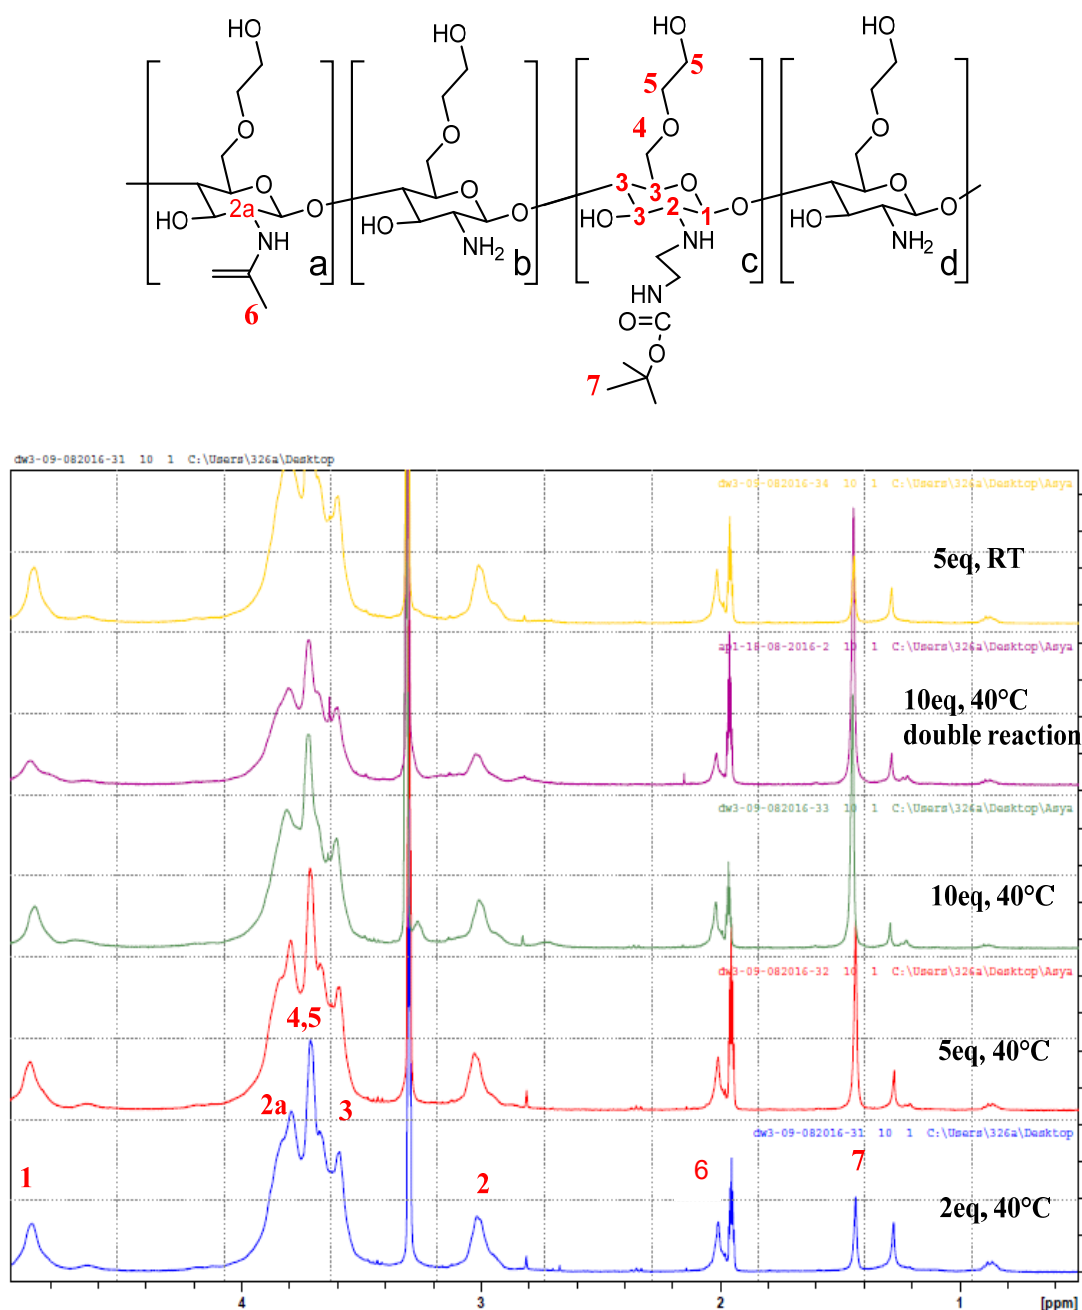 HO HO HO HO
5
5
O O 4 O O
O O 3 3 O O
HO 2a O HO O HO 3 2 1 O HO O
NH NH2 NH NH2
a b c d
6
HN
O=C
O
7
dw3-09-082016-31 10 1 C:\Users\326a\Desktop
dw3-09-082016-34 10 1 C:\Users\326a\Desktop\Asya
5eq, RT
ap1-18-08-2016-2 10 1 C:\Users\326a\Desktop\Asya
10eq, 40°C
double reaction
dw3-09-082016-33 10 1 C:\Users\326a\Desktop\Asya
10eq, 40°C
dw3-09-082016-32 10 1 C:\Users\326a\Desktop\Asya
4,5
5eq, 40°C
2a 3
dw3-09-082016-31 10 1 C:\Users\326a\Desktop
1 2 6 7
2eq, 40°C
4 3 2 1 [ppm]